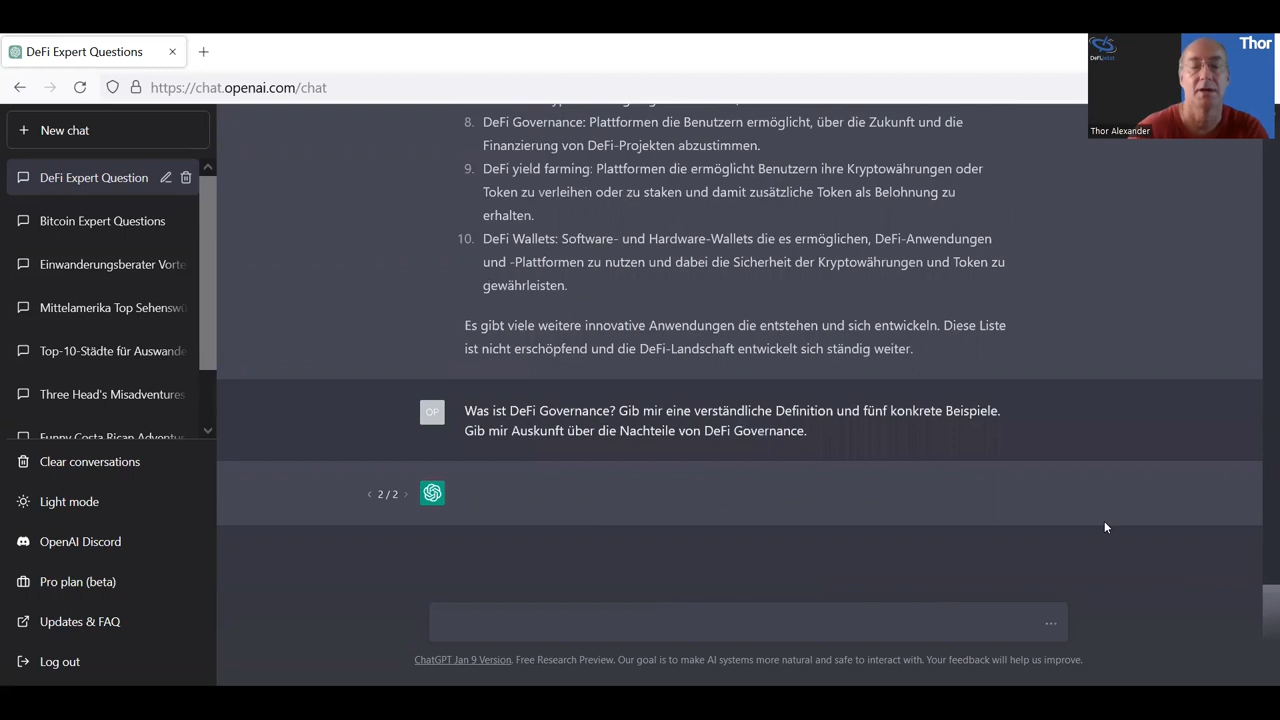 DeFi Expert Questions
https://chat.openai.com/chat
Thor
Thor Alexander
New chat
DeFi Expert Question
Bitcoin Expert Questions
Einwanderungsberater Vorte
Mittelamerika Top Sehenswü
Top-10-Städte für Auswande
Three Head's Misadventures
Funny Costa Rican Adventu
Clear conversations
Light mode
OpenAI Discord
Pro plan (beta)
Updates & FAQ
Log out
8. DeFi Governance: Plattformen die Benutzern ermöglicht, über die Zukunft und die
Finanzierung von DeFi-Projekten abzustimmen.
9. DeFi yield farming: Plattformen die ermöglicht Benutzern ihre Kryptowährungen oder
Token zu verleihen oder zu staken und damit zusätzliche Token als Belohnung zu
erhalten.
10. DeFi Wallets: Software- und Hardware-Wallets die es ermöglichen, DeFi-Anwendungen
und -Plattformen zu nutzen und dabei die Sicherheit der Kryptowährungen und Token zu
gewährleisten.
Es gibt viele weitere innovative Anwendungen die entstehen und sich entwickeln. Diese Liste
ist nicht erschöpfend und die DeFi-Landschaft entwickelt sich ständig weiter.
OP
Was ist DeFi Governance? Gib mir eine verständliche Definition und fünf konkrete Beispiele.
Gib mir Auskunft über die Nachteile von DeFi Governance.
2 / 2
ChatGPT Jan 9 Version. Free Research Preview. Our goal is to make AI systems more natural and safe to interact with. Your feedback will help us improve.